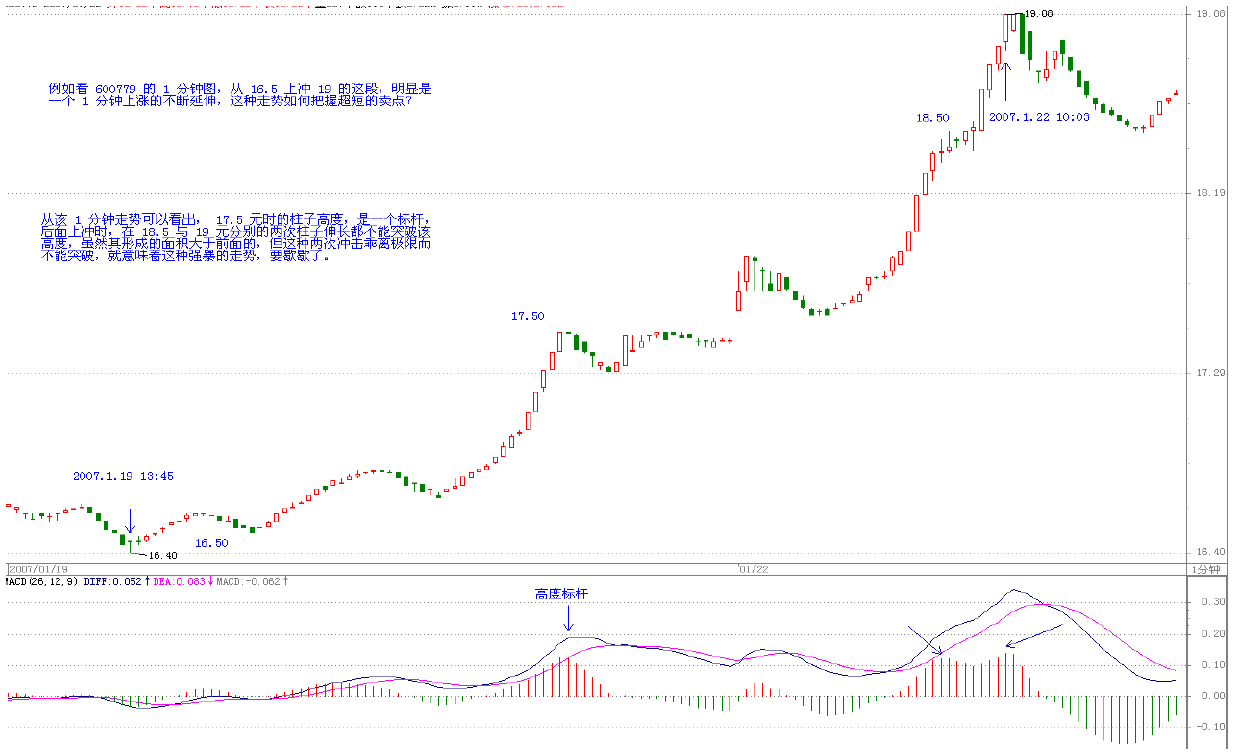 19.06
19.06
例如看 600779 的 1 分钟图，从 16.5 上冲 19 的这段，明显是
一个 1 分钟上涨的不断延伸，这种走势如何把握超短的卖点？
18.50
2007.1.22 10:03
18.19
从该 1 分钟走势可以看出， 17.5 元时的柱子高度，是一个标杆，
后面上冲时，在 18.5 与 19 元分别的两次柱子伸长都不能突破该
高度，虽然其形成的面积大于前面的，但这种两次冲击乖离极限而
不能突破，就意味着这种强暴的走势，要歇歇了。
17.50
17.29
2007.1.19 13:45
16.50
16.40
16.40
2007/01/19
01/22
1分钟
MACD(26,12,9) DIFF:0.052↑ DEA:0.083↓ MACD:-0.062↑
高度标杆
0.30
0.20
0.10
0.00
-0.10